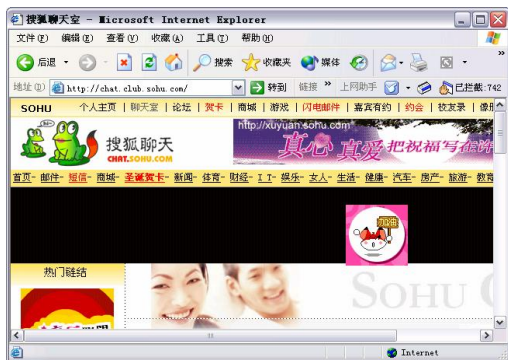 搜狐聊天室 - Microsoft Internet Explorer
文件(F) 编辑(E) 查看(V) 收藏(A) 工具(T) 帮助(H)
后退 搜索 收藏夹 媒体
地址(D) http://chat.club.sohu.com/ 转到 链接 » 上网助手 已拦截:742
SOHU 个人主页 | 聊天室 | 论坛 | 贺卡 | 商城 | 游戏 | 闪电邮件 | 嘉宾有约 | 约会 | 校友录
搜狐聊天
CHAT.SOHU.COM
http://xuyuan.sohu.com
真心 真爱 把祝福写在
首页- 邮件- 短信- 商城- 圣诞贺卡- 新闻- 体育- 财经- I T- 娱乐- 女人- 生活- 健康- 汽车- 房产- 旅游- 教育
加油
热门链结
SOHU C
Internet